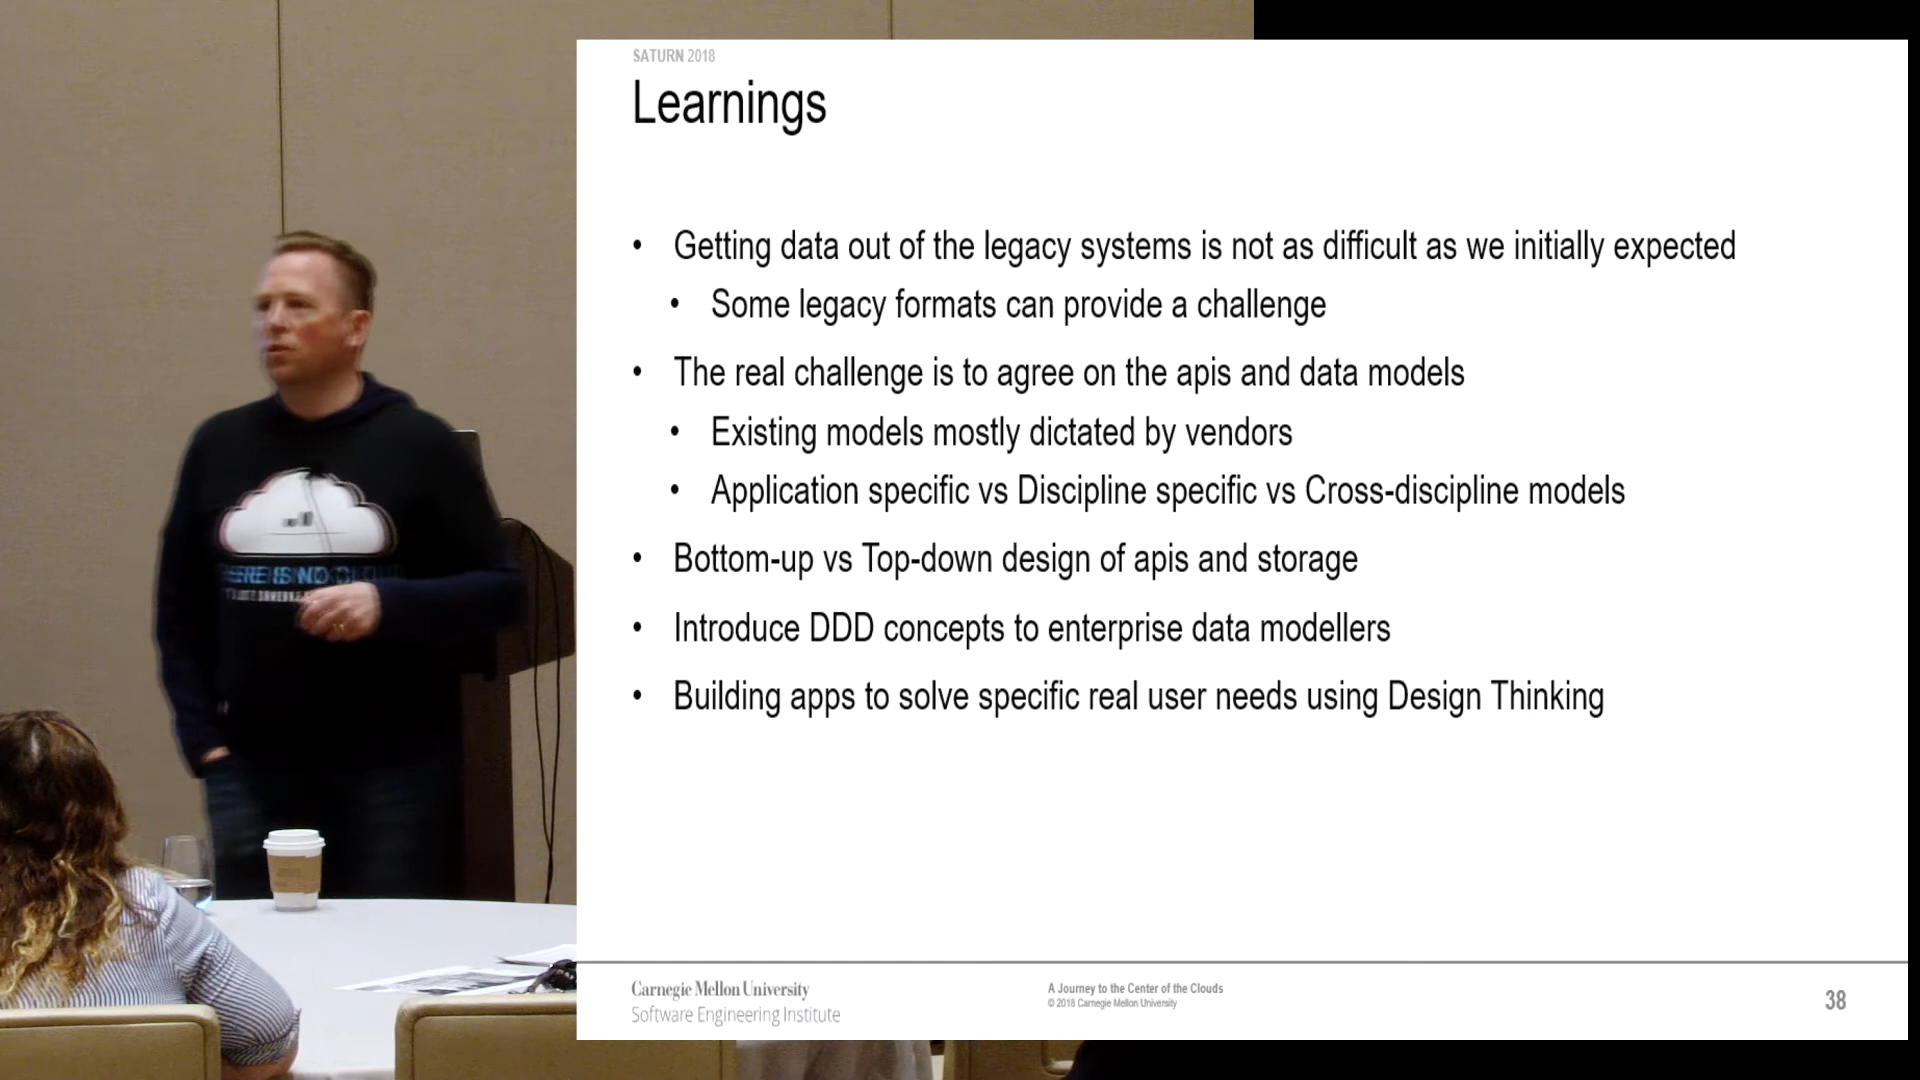 SATURN 2018
Learnings
• Getting data out of the legacy systems is not as difficult as we initially expected
• Some legacy formats can provide a challenge
• The real challenge is to agree on the apis and data models
• Existing models mostly dictated by vendors
• Application specific vs Discipline specific vs Cross-discipline models
• Bottom-up vs Top-down design of apis and storage
• Introduce DDD concepts to enterprise data modellers
• Building apps to solve specific real user needs using Design Thinking
Carnegie Mellon University
Software Engineering Institute
A Journey to the Center of the Clouds
© 2018 Carnegie Mellon University
38
IS NO